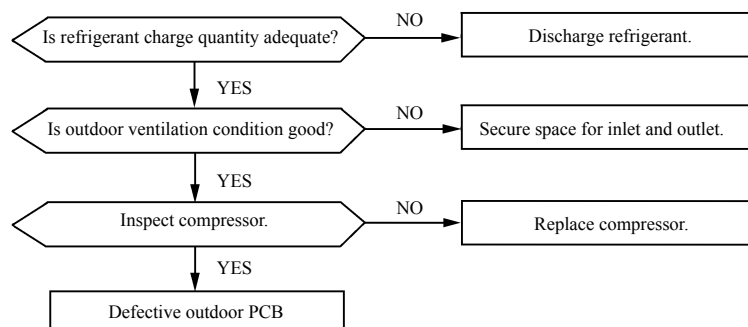 Is refrigerant charge quantity adequate?
NO
Discharge refrigerant.
YES
Is outdoor ventilation condition good?
NO
Secure space for inlet and outlet.
YES
Inspect compressor.
NO
Replace compressor.
YES
Defective outdoor PCB